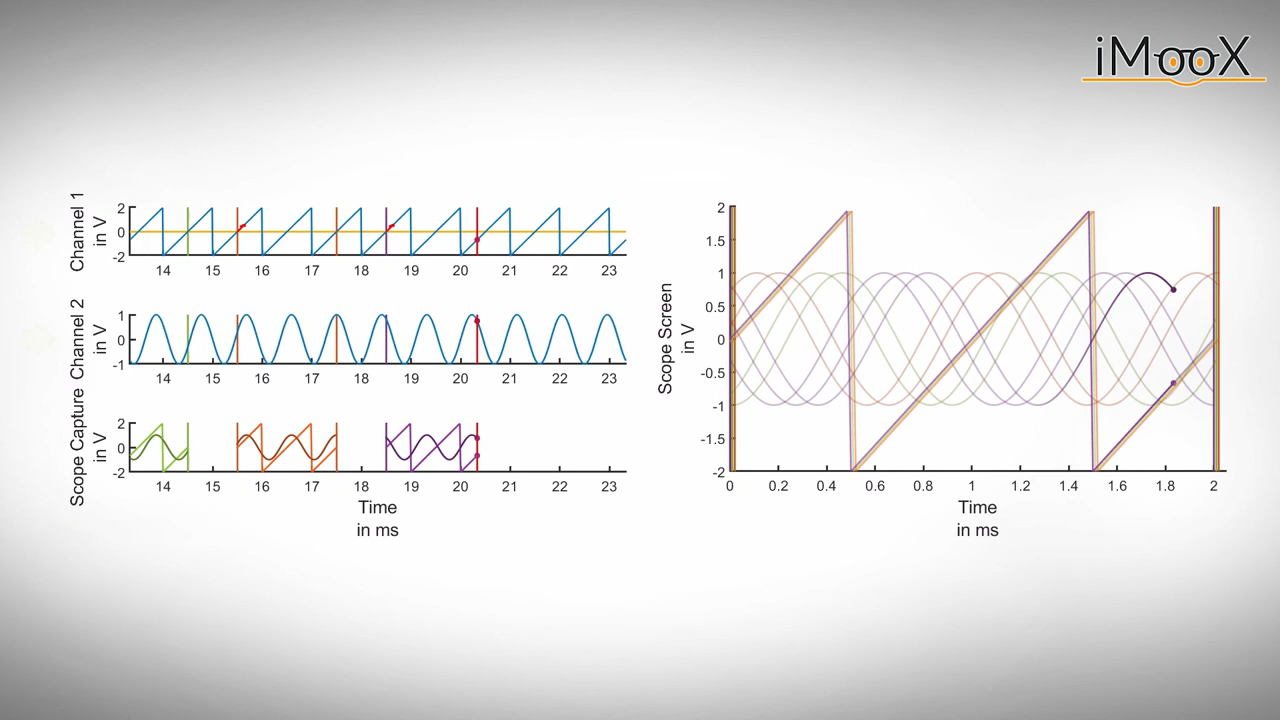 iMooX
Channel 1
in V
2
0
-2
14 15 16 17 18 19 20 21 22 23
Channel 2
in V
1
0
-1
14 15 16 17 18 19 20 21 22 23
Scope Capture
in V
2
0
-2
14 15 16 17 18 19 20 21 22 23
Time
in ms
Scope Screen
in V
2
1.5
1
0.5
0
-0.5
-1
-1.5
-2
0 0.2 0.4 0.6 0.8 1 1.2 1.4 1.6 1.8 2
Time
in ms